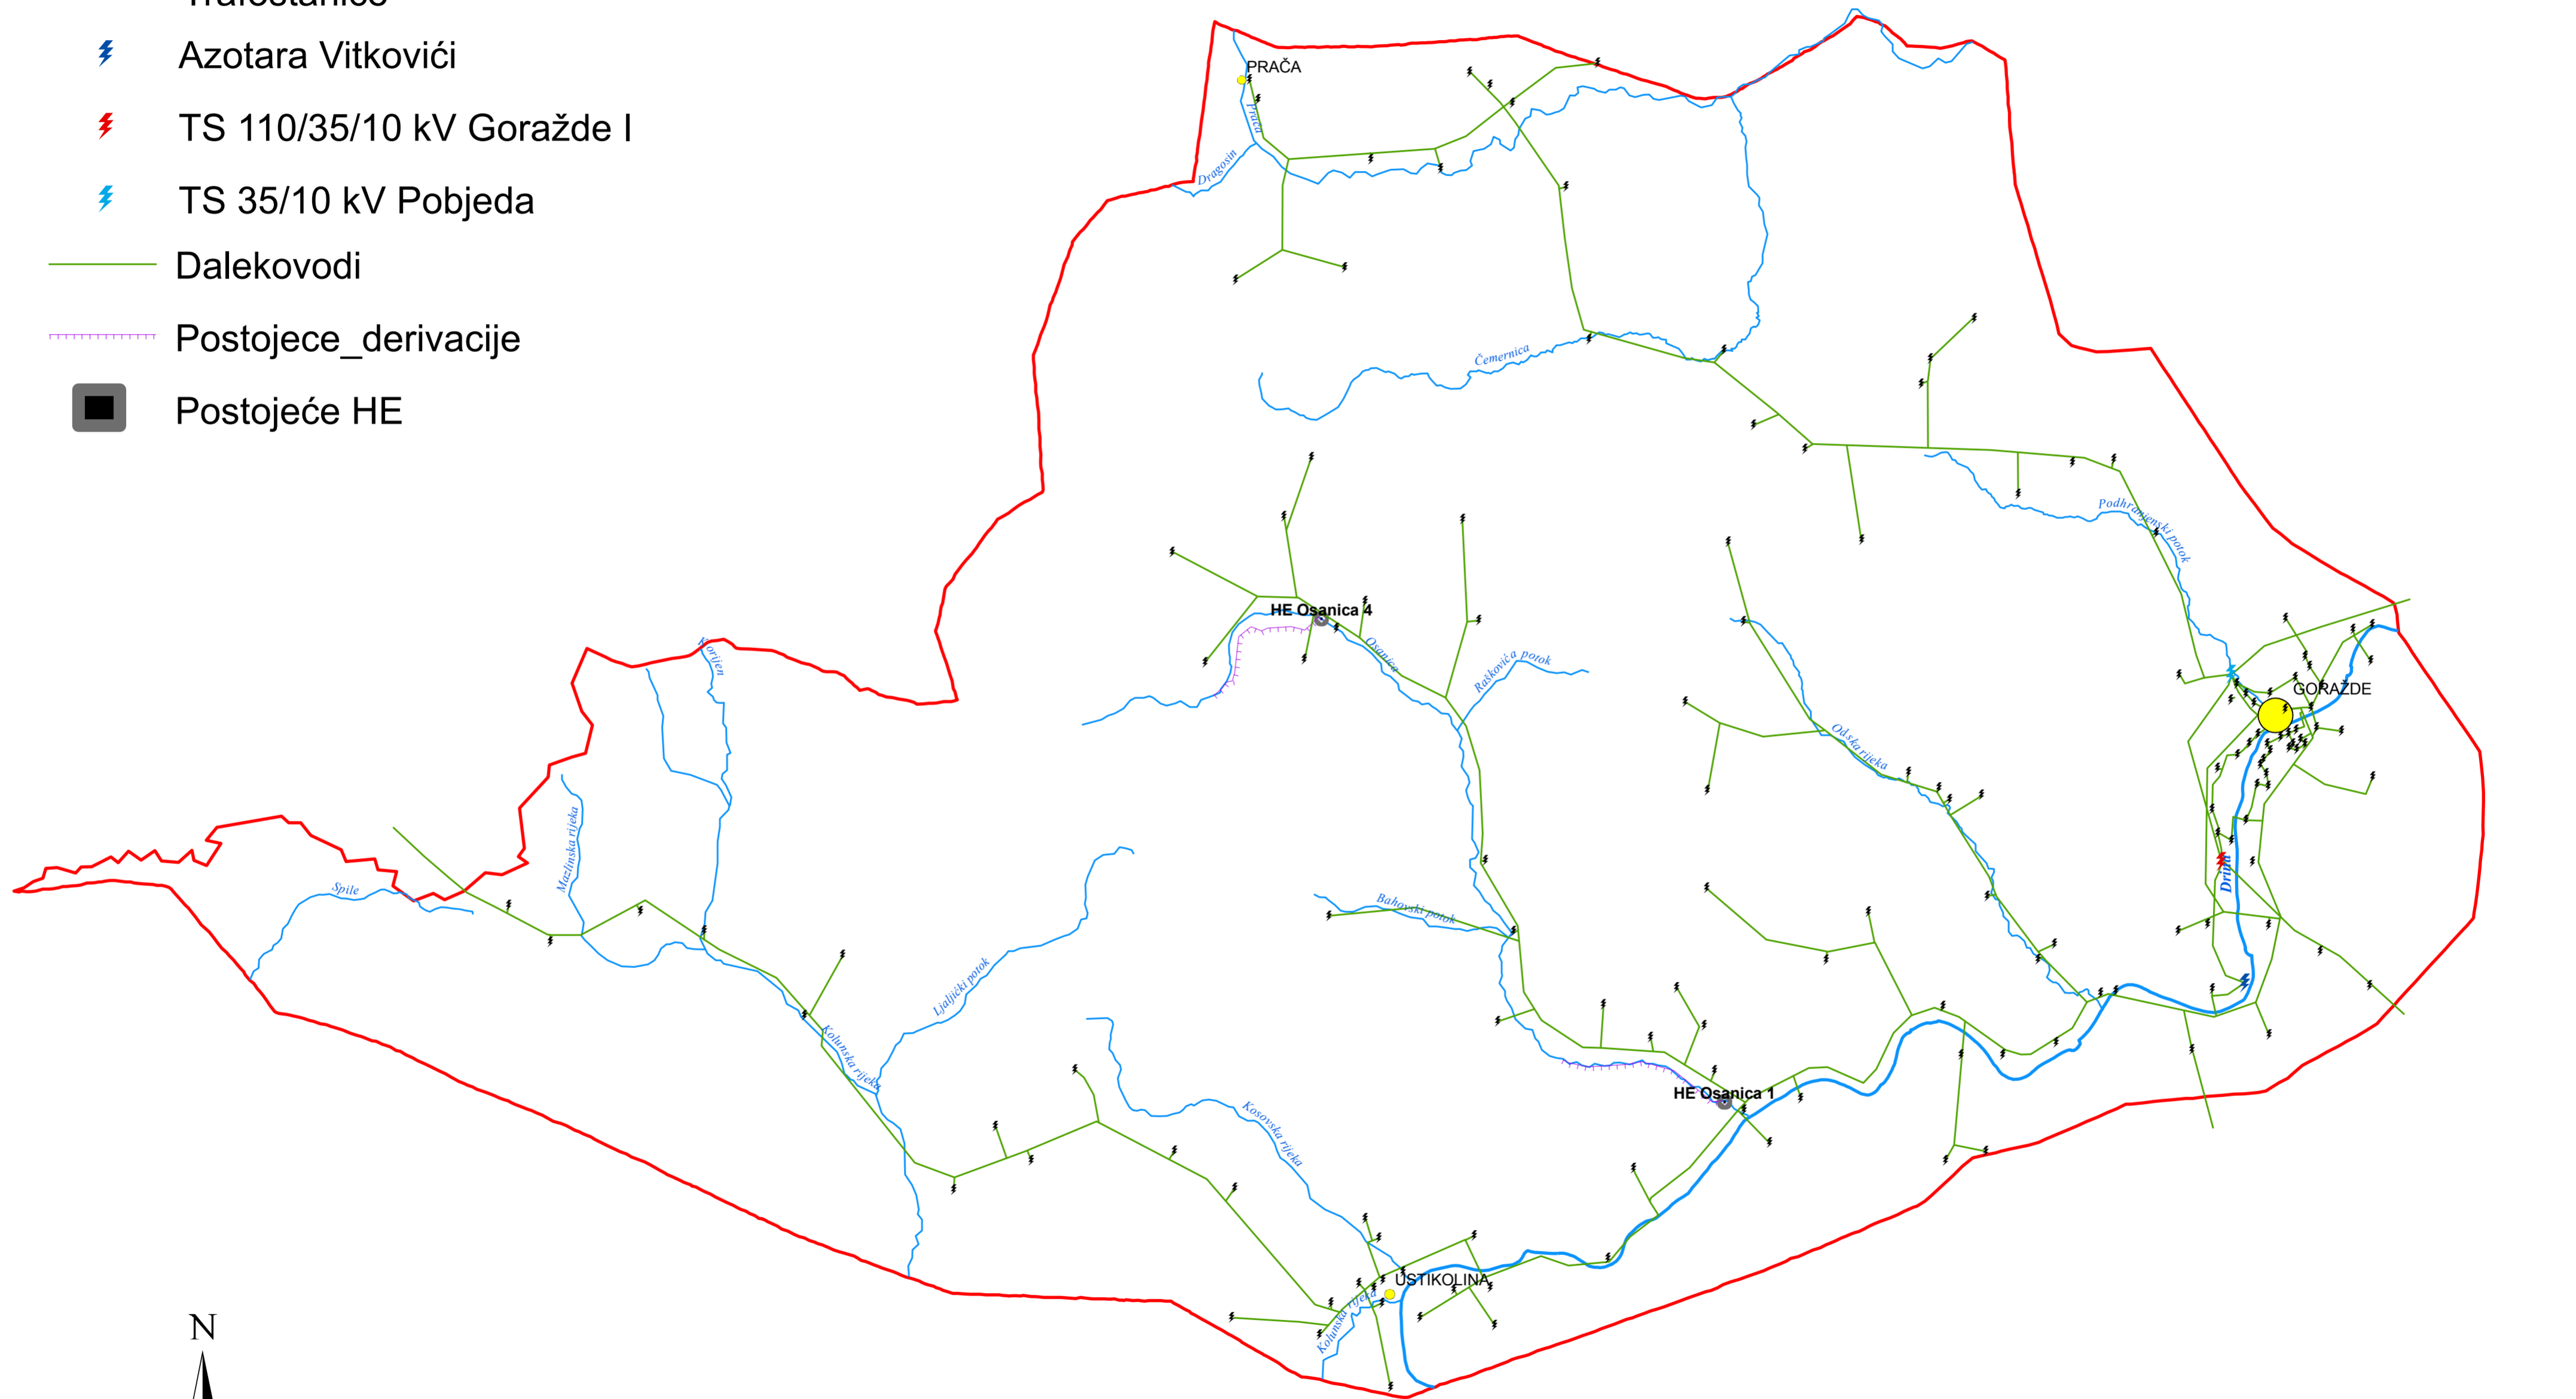 Azotara Vitkovići
TS 110/35/10 kV Goražde I
TS 35/10 kV Pobjeda
Dalekovodi
Postojece_derivacije
Postojeće HE
PRAČA
Prača
Dragosin
Čemernica
Podhranjenski potok
HE Osanica 4
Osanica
Raškovića potok
Korijen
GORAŽDE
Odska rijeka
Mazlinska rijeka
Spile
Drina
Bahovski potok
Ljaljićki potok
Kolunska rijeka
HE Osanica 1
Kosovska rijeka
USTIKOLINA
Kolunska rijeka
N